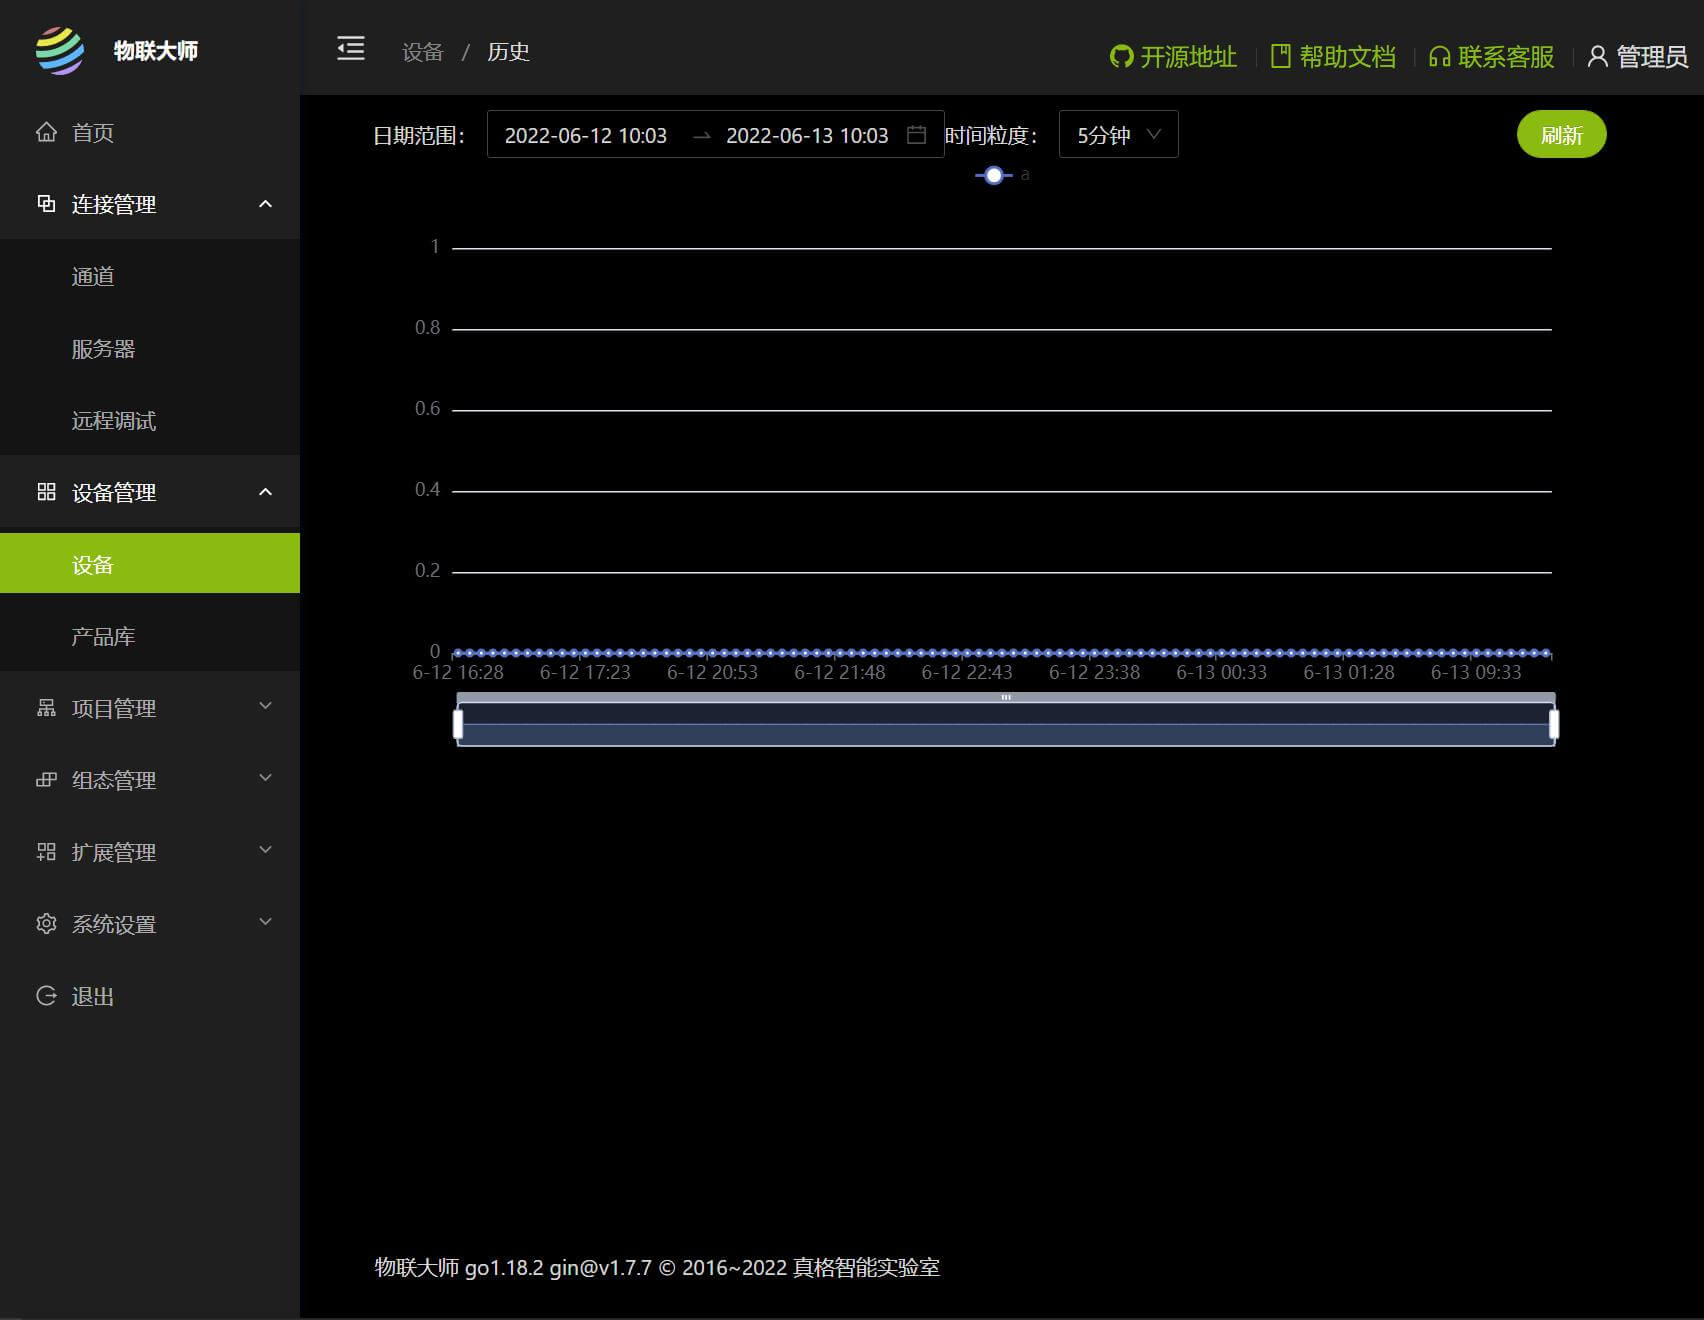 物联大师
首页
连接管理
通道
服务器
远程调试
设备管理
设备
产品库
项目管理
组态管理
扩展管理
系统设置
退出
设备 / 历史
开源地址
帮助文档
联系客服
管理员
日期范围： 2022-06-12 10:03 → 2022-06-13 10:03 时间粒度： 5分钟 刷新
a
1
0.8
0.6
0.4
0.2
0
6-12 16:28 6-12 17:23 6-12 20:53 6-12 21:48 6-12 22:43 6-12 23:38 6-13 00:33 6-13 01:28 6-13 09:33
物联大师 go1.18.2 gin@v1.7.7 © 2016~2022 真格智能实验室